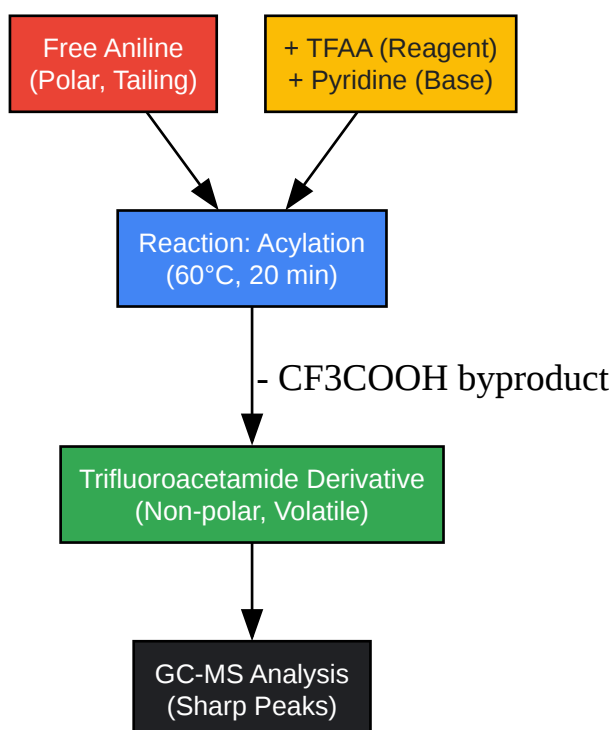 Free Aniline
(Polar, Tailing)
+ TFAA (Reagent)
+ Pyridine (Base)
Reaction: Acylation
(60°C, 20 min)
- CF3COOH byproduct
Trifluoroacetamide Derivative
(Non-polar, Volatile)
GC-MS Analysis
(Sharp Peaks)